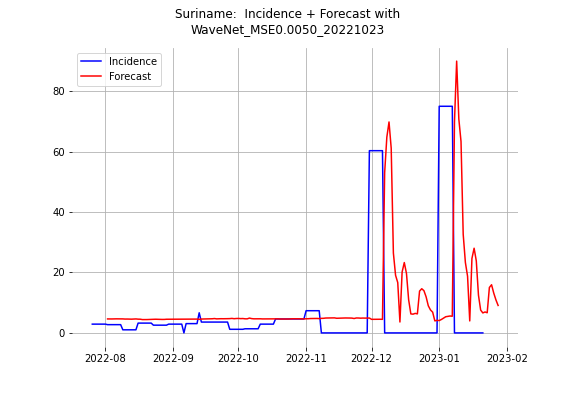 Suriname:  Incidence + Forecast with
WaveNet_MSE0.0050_20221023
Incidence
Forecast
80
60
40
20
0
2022-08 2022-09 2022-10 2022-11 2022-12 2023-01 2023-02